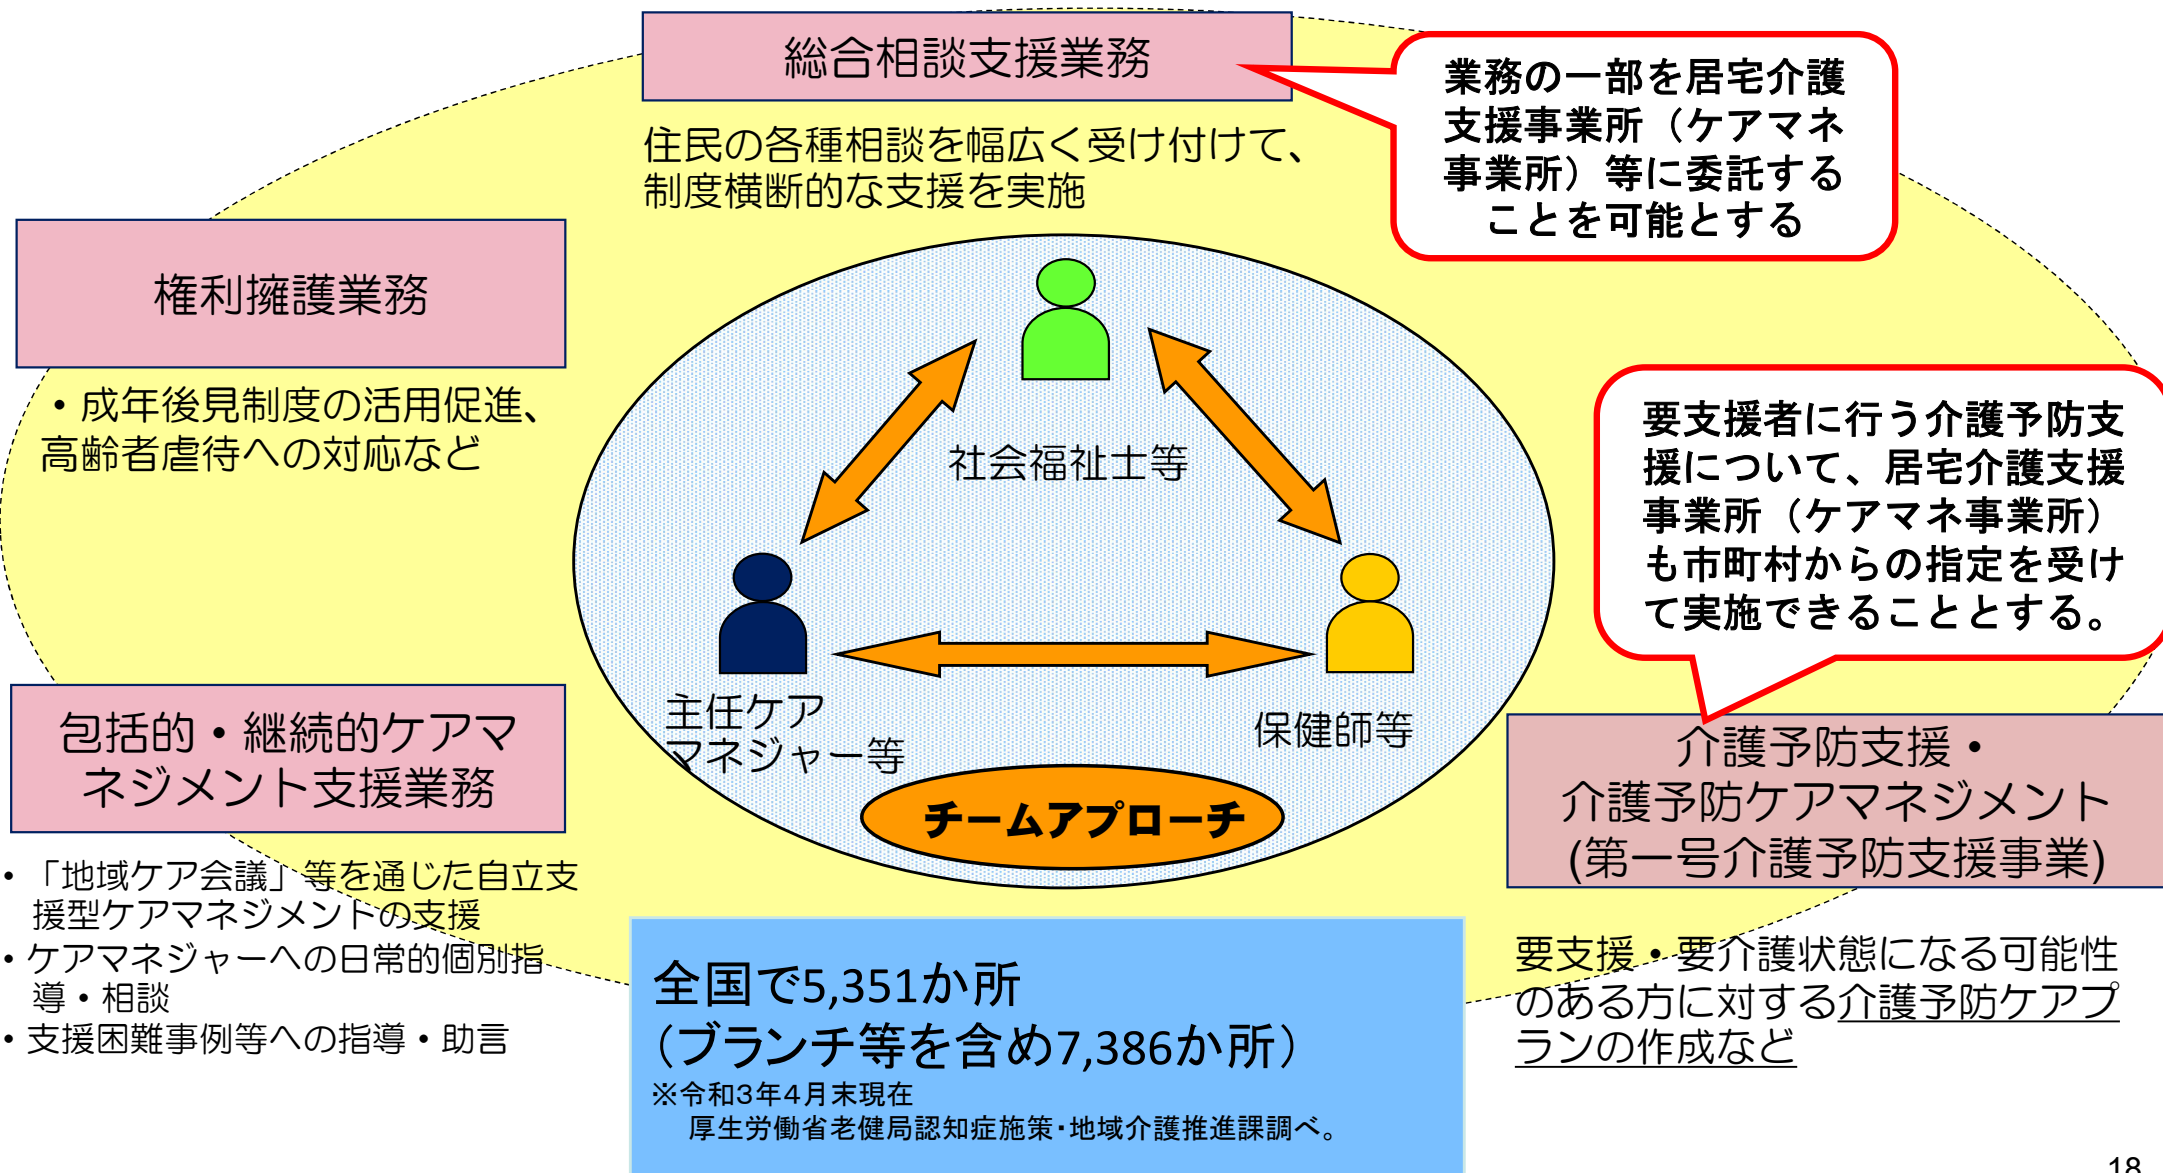 総合相談支援業務
住民の各種相談を幅広く受け付けて、
制度横断的な支援を実施
業務の一部を居宅介護
支援事業所（ケアマネ
事業所）等に委託する
ことを可能とする
権利擁護業務
・成年後見制度の活用促進、
高齢者虐待への対応など
社会福祉士等
要支援者に行う介護予防支
援について、居宅介護支援
事業所（ケアマネ事業所）
も市町村からの指定を受け
て実施できることとする。
主任ケア
マネジャー等
保健師等
チームアプローチ
包括的・継続的ケアマ
ネジメント支援業務
・「地域ケア会議」等を通じた自立支
援型ケアマネジメントの支援
・ケアマネジャーへの日常的個別指
導・相談
・支援困難事例等への指導・助言
介護予防支援・
介護予防ケアマネジメント
(第一号介護予防支援事業)
要支援・要介護状態になる可能性
のある方に対する介護予防ケアプ
ランの作成など
全国で5,351か所
（ブランチ等を含め7,386か所）
※令和3年4月末現在
厚生労働省老健局認知症施策・地域介護推進課調べ。
18